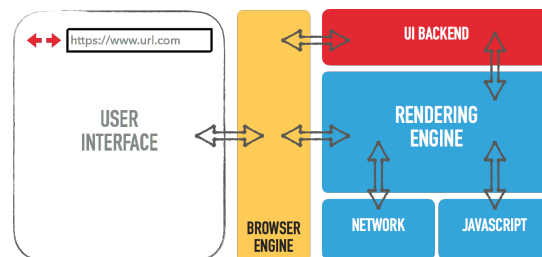 https://www.url.com
USER
INTERFACE
BROWSER
ENGINE
UI BACKEND
RENDERING
ENGINE
NETWORK
JAVASCRIPT